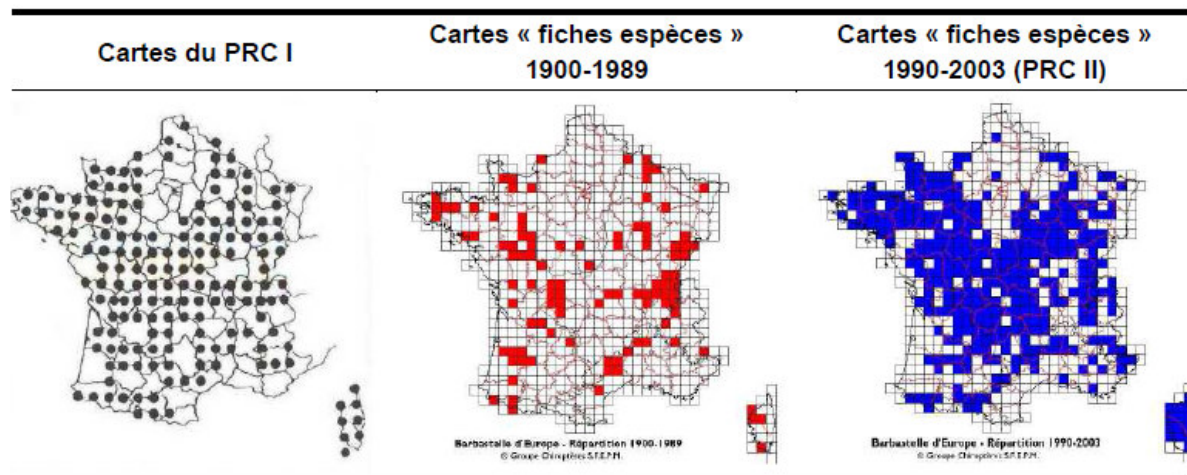 Cartes du PRC I
Cartes « fiches espèces »
1900-1989
Cartes « fiches espèces »
1990-2003 (PRC II)
Barbastelle d'Europe - Répartition 1900-1989
© Groupe Chiroptères S.F.E.P.M.
Barbastelle d'Europe - Répartition 1990-2003
© Groupe Chiroptères S.F.E.P.M.